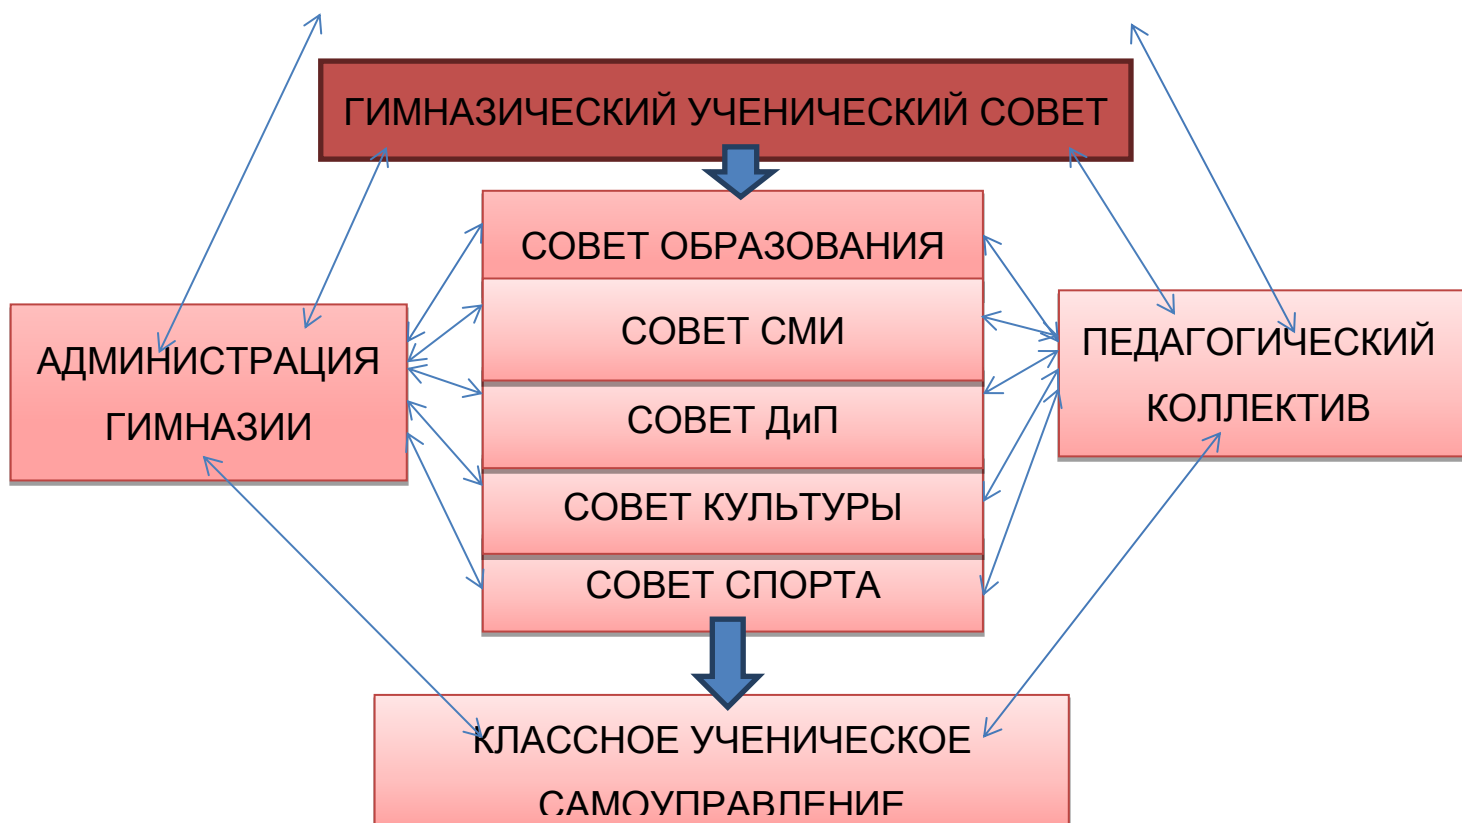 ГИМНАЗИЧЕСКИЙ УЧЕНИЧЕСКИЙ СОВЕТ
СОВЕТ ОБРАЗОВАНИЯ
СОВЕТ СМИ
АДМИНИСТРАЦИЯ
ГИМНАЗИИ
ПЕДАГОГИЧЕСКИЙ
КОЛЛЕКТИВ
СОВЕТ ДиП
СОВЕТ КУЛЬТУРЫ
СОВЕТ СПОРТА
КЛАССНОЕ УЧЕНИЧЕСКОЕ
САМОУПРАВЛЕНИЕ